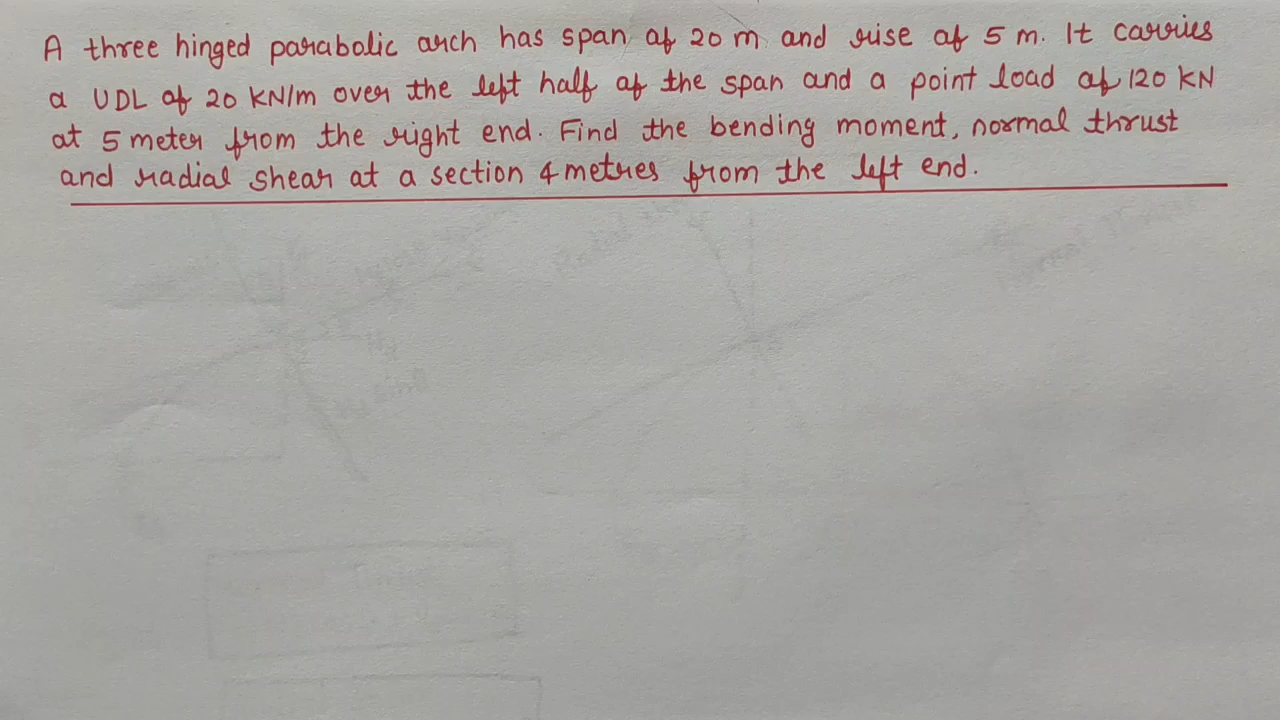 A three hinged parabolic arch has span of 20 m and rise of 5 m. It carries
a UDL of 20 KN/m over the left half of the span and a point load of 120 KN
at 5 meter from the right end. Find the bending moment, normal thrust
and radial shear at a section 4 metres from the left end.